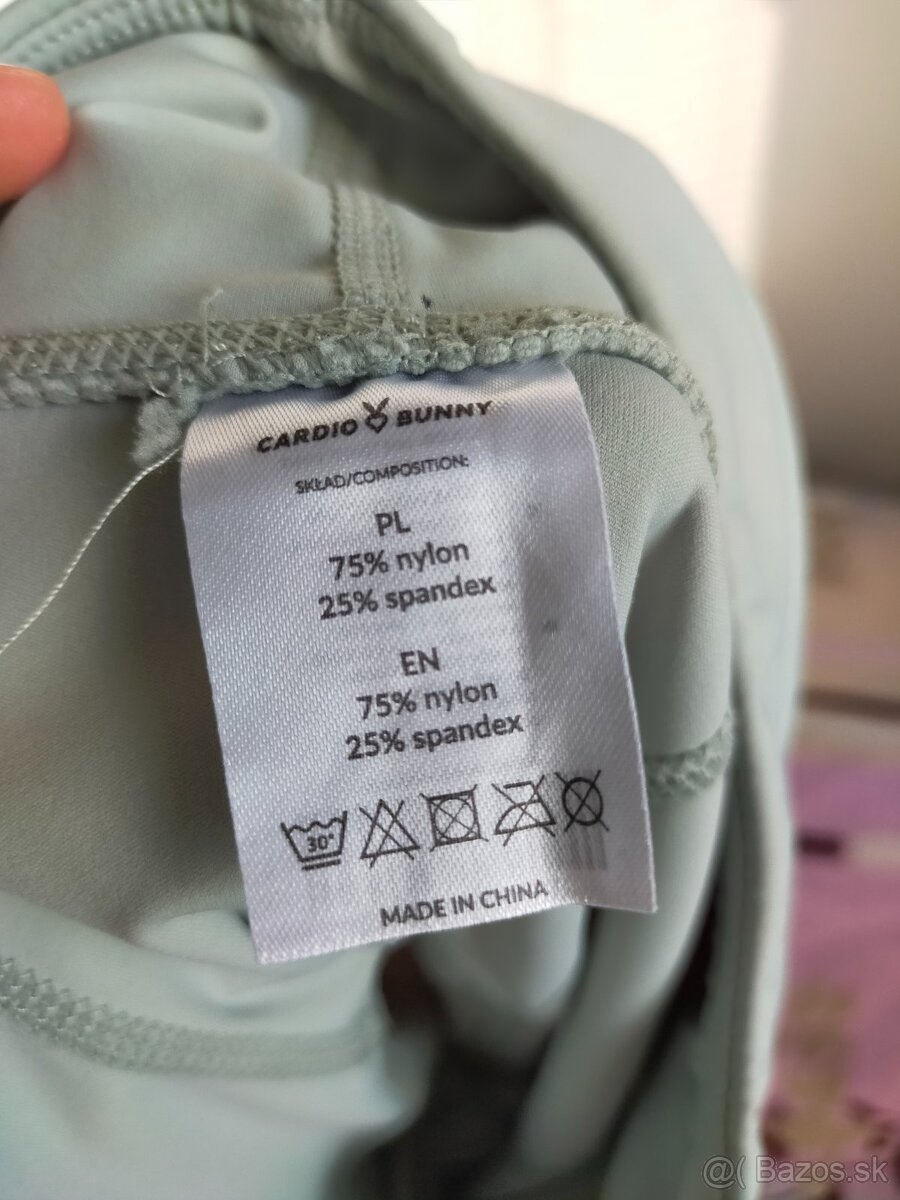 CARDIO BUNNY
SKŁAD/COMPOSITION:
PL
75% nylon
25% spandex
EN
75% nylon
25% spandex
30°
MADE IN CHINA
@( Bazos.sk